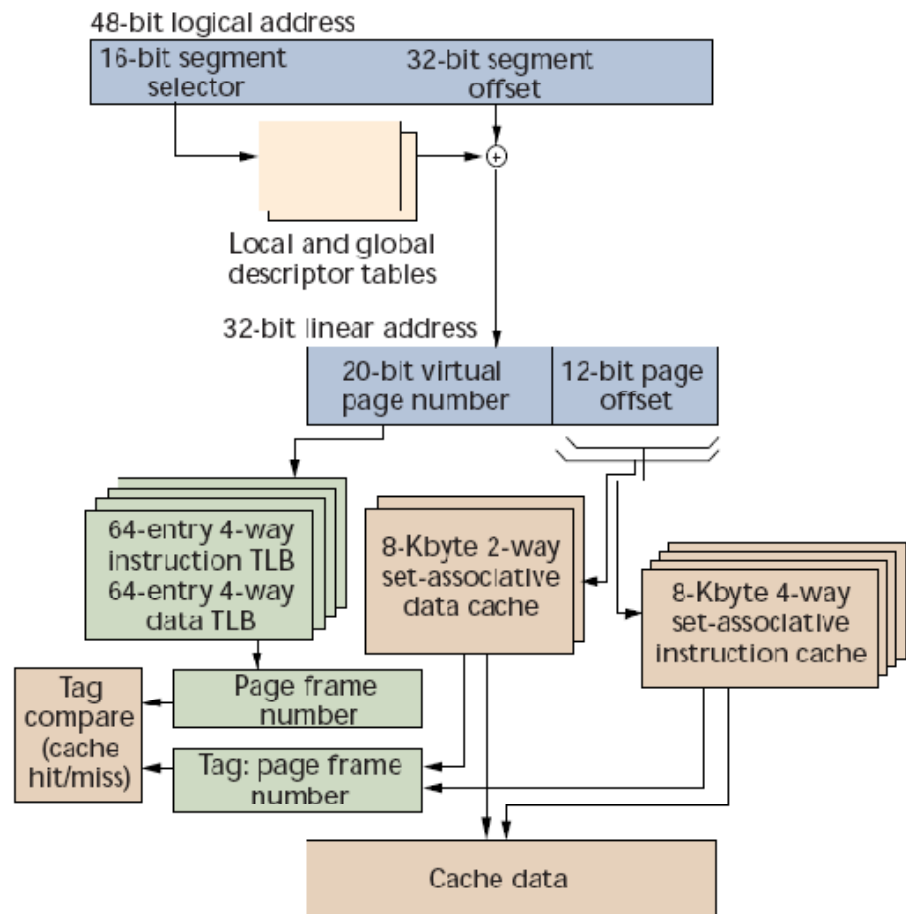 48-bit logical address
16-bit segment
selector
32-bit segment
offset
+
Local and global
descriptor tables
32-bit linear address
20-bit virtual
page number
12-bit page
offset
64-entry 4-way
instruction TLB
64-entry 4-way
data TLB
8-Kbyte 2-way
set-associative
data cache
8-Kbyte 4-way
set-associative
instruction cache
Tag
compare
(cache
hit/miss)
Page frame
number
Tag: page frame
number
Cache data